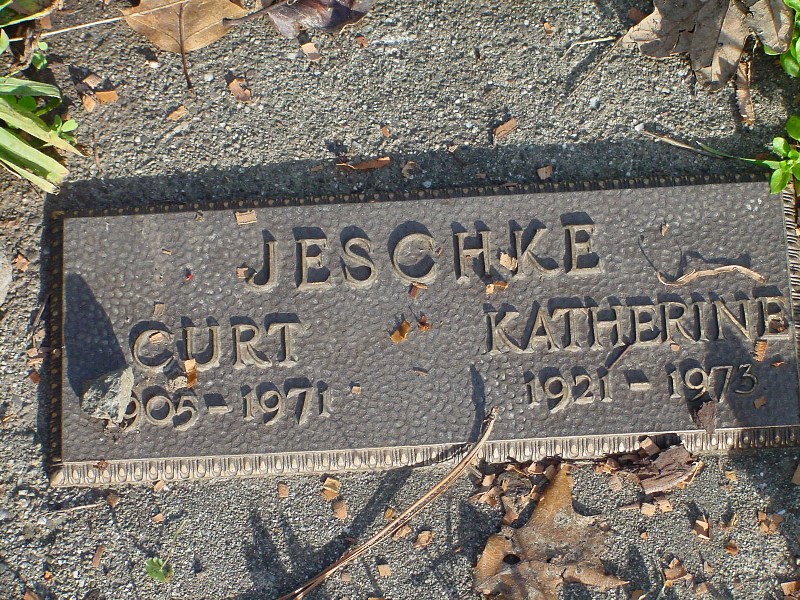 JESCHKE
CURT KATHERINE
905-1971 1921-1973